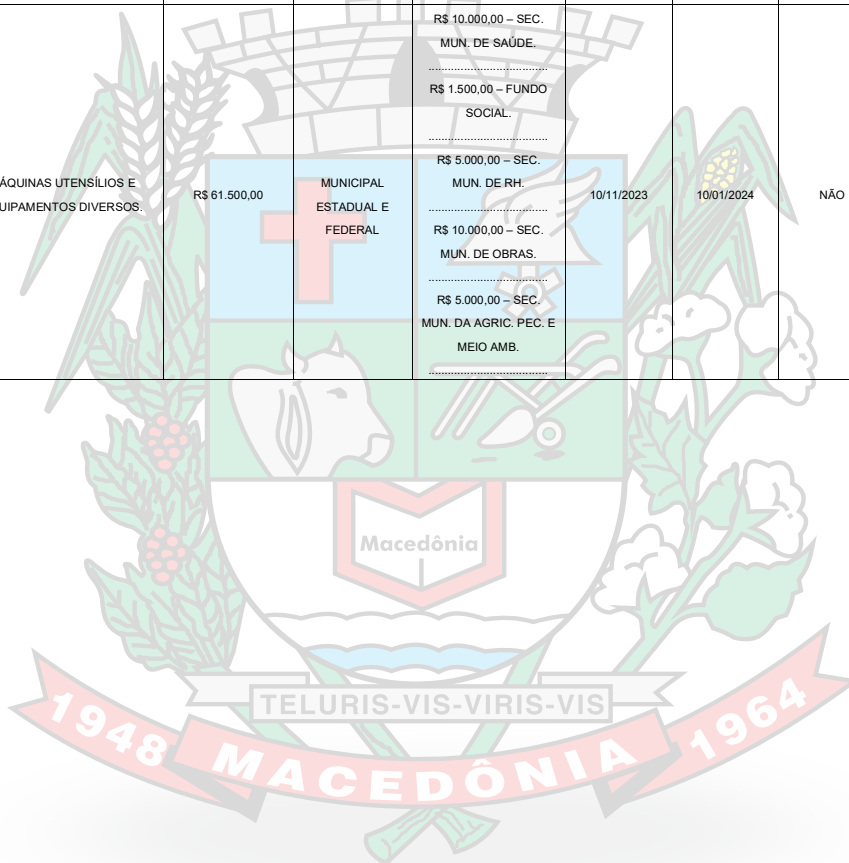 R$ 10.000,00 – SEC.
MUN. DE SAÚDE.
.....................................
R$ 1.500,00 – FUNDO
SOCIAL.
.....................................
R$ 5.000,00 – SEC.
MUN. DE RH.
.....................................
R$ 10.000,00 – SEC.
MUN. DE OBRAS.
.....................................
R$ 5.000,00 – SEC.
MUN. DA AGRIC. PEC. E
MEIO AMB.
.....................................
ÁQUINAS UTENSÍLIOS E
UIPAMENTOS DIVERSOS.
R$ 61.500,00
MUNICIPAL
ESTADUAL E
FEDERAL
10/11/2023
10/01/2024
NÃO
Macedônia
TELURIS-VIS-VIRIS-VIS
1948 MACEDÔNIA 1964